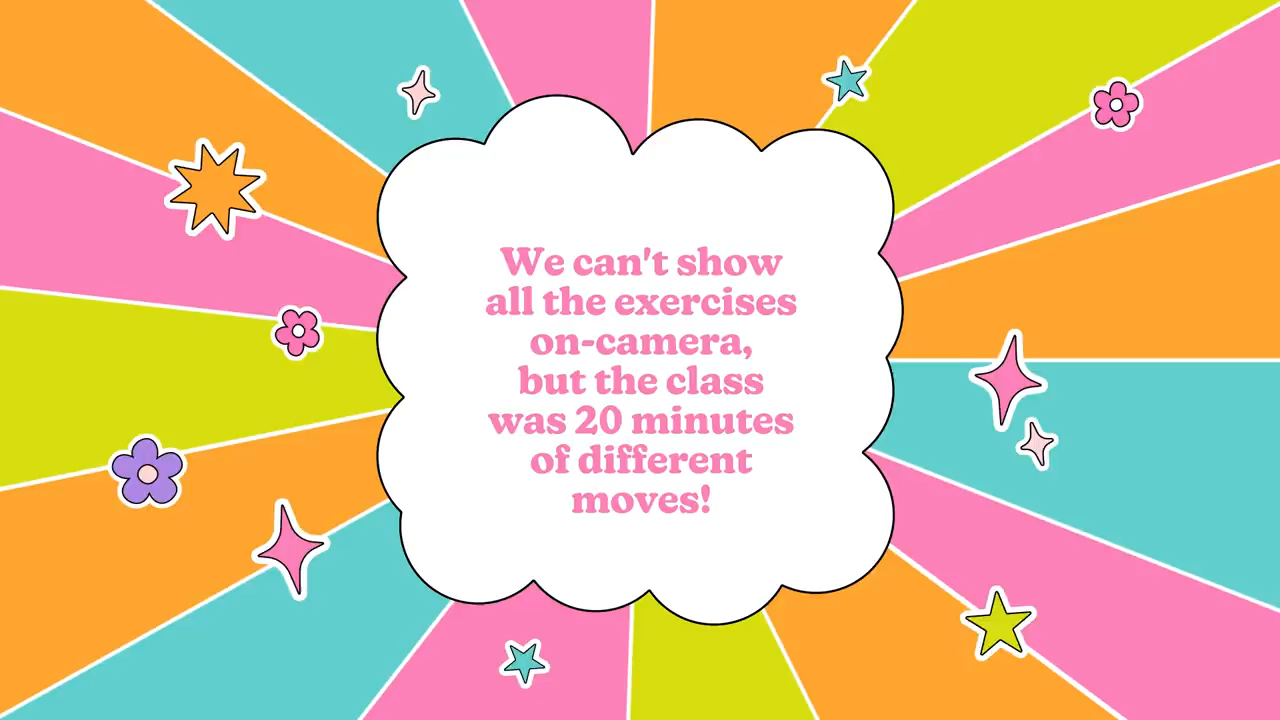 We can't show
all the exercises
on-camera,
but the class
was 20 minutes
of different
moves!